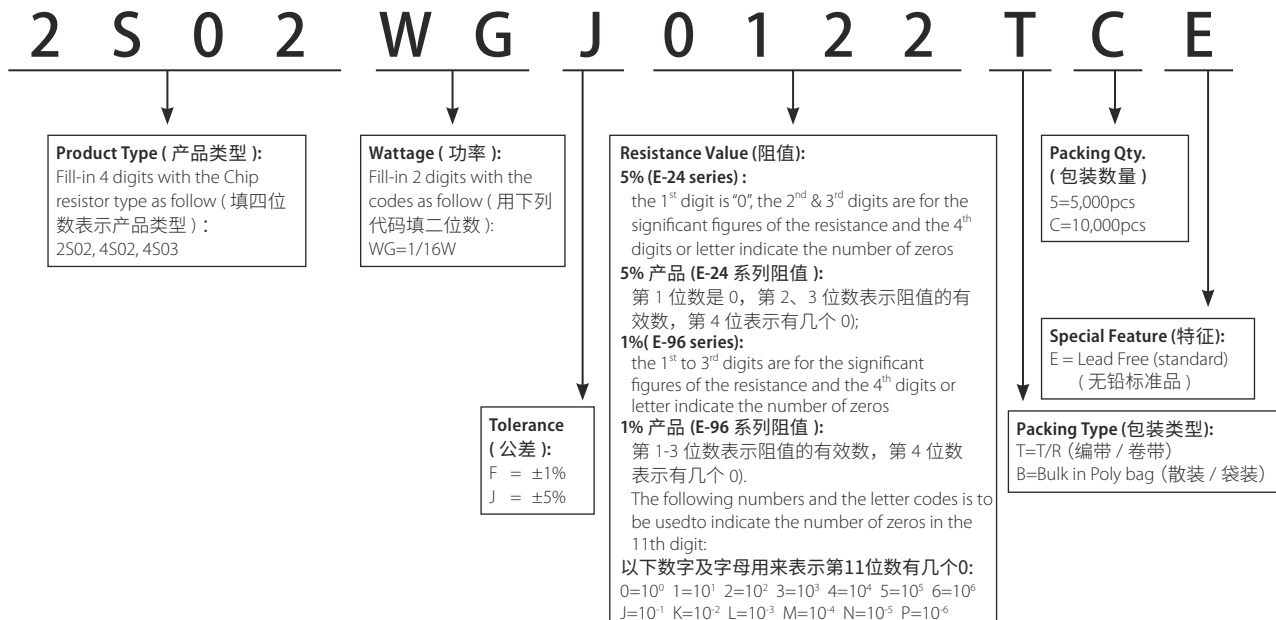 2 S 0 2 W G J 0 1 2 2 T C E
Product Type ( 产品类型 ):
Fill-in 4 digits with the Chip
resistor type as follow ( 填四位
数表示产品类型 ) :
2S02, 4S02, 4S03
Wattage ( 功率 ):
Fill-in 2 digits with the
codes as follow ( 用下列
代码填二位数 ):
WG=1/16W
Tolerance
( 公差 ):
F = ±1%
J = ±5%
Resistance Value (阻值):
5% (E-24 series) :
the 1st digit is “0”, the 2nd & 3rd digits are for the
significant figures of the resistance and the 4th
digits or letter indicate the number of zeros
5% 产品 (E-24 系列阻值 ):
第 1 位数是 0，第 2、3 位数表示阻值的有
效数，第 4 位表示有几个 0);
1%( E-96 series):
the 1st to 3rd digits are for the significant
figures of the resistance and the 4th digits or
letter indicate the number of zeros
1% 产品 (E-96 系列阻值 ):
第 1-3 位数表示阻值的有效数，第 4 位数
表示有几个 0).
The following numbers and the letter codes is to
be usedto indicate the number of zeros in the
11th digit:
以下数字及字母用来表示第11位数有几个0:
0=10⁰ 1=10¹ 2=10² 3=10³ 4=10⁴ 5=10⁵ 6=10⁶
J=10⁻¹ K=10⁻² L=10⁻³ M=10⁻⁴ N=10⁻⁵ P=10⁻⁶
Packing Qty.
( 包装数量 )
5=5,000pcs
C=10,000pcs
Special Feature (特征):
E = Lead Free (standard)
( 无铅标准品 )
Packing Type (包装类型):
T=T/R（编带 / 卷带）
B=Bulk in Poly bag（散装 / 袋装）